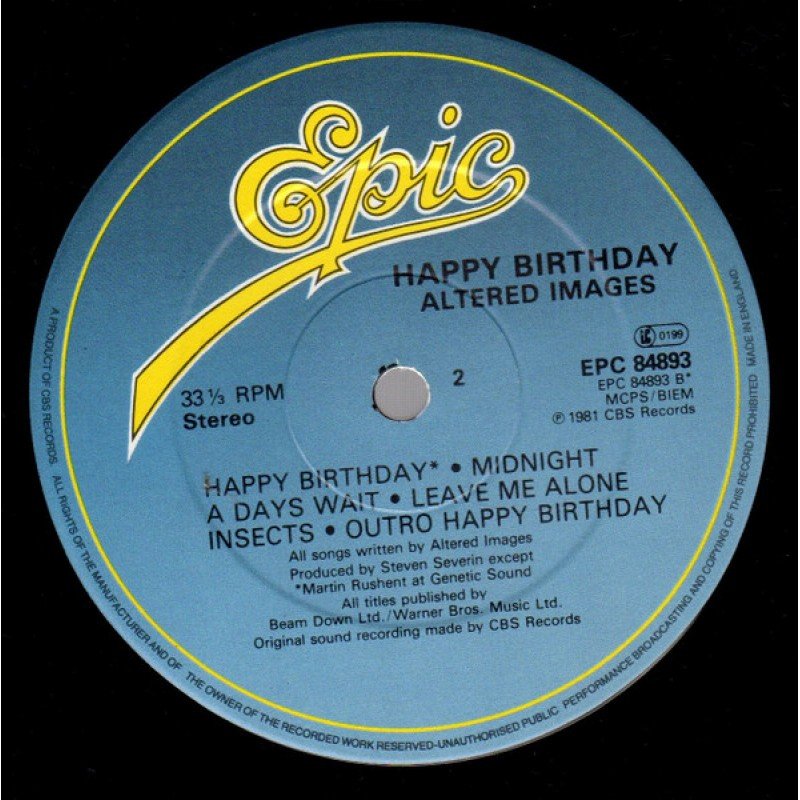 Epic
HAPPY BIRTHDAY
ALTERED IMAGES
iC 0199
33 1/3 RPM
Stereo
2
EPC 84893
EPC 84893 B*
MCPS/BIEM
℗ 1981 CBS Records
HAPPY BIRTHDAY* • MIDNIGHT
A DAYS WAIT • LEAVE ME ALONE
INSECTS • OUTRO HAPPY BIRTHDAY
All songs written by Altered Images
Produced by Steven Severin except
*Martin Rushent at Genetic Sound
All titles published by
Beam Down Ltd./Warner Bros. Music Ltd.
Original sound recording made by CBS Records
A PRODUCT OF CBS RECORDS. ALL RIGHTS OF THE MANUFACTURER AND OF THE OWNER OF THE RECORDED WORK RESERVED-UNAUTHORISED PUBLIC PERFORMANCE BROADCASTING AND COPYING OF THIS RECORD PROHIBITED MADE IN ENGLAND